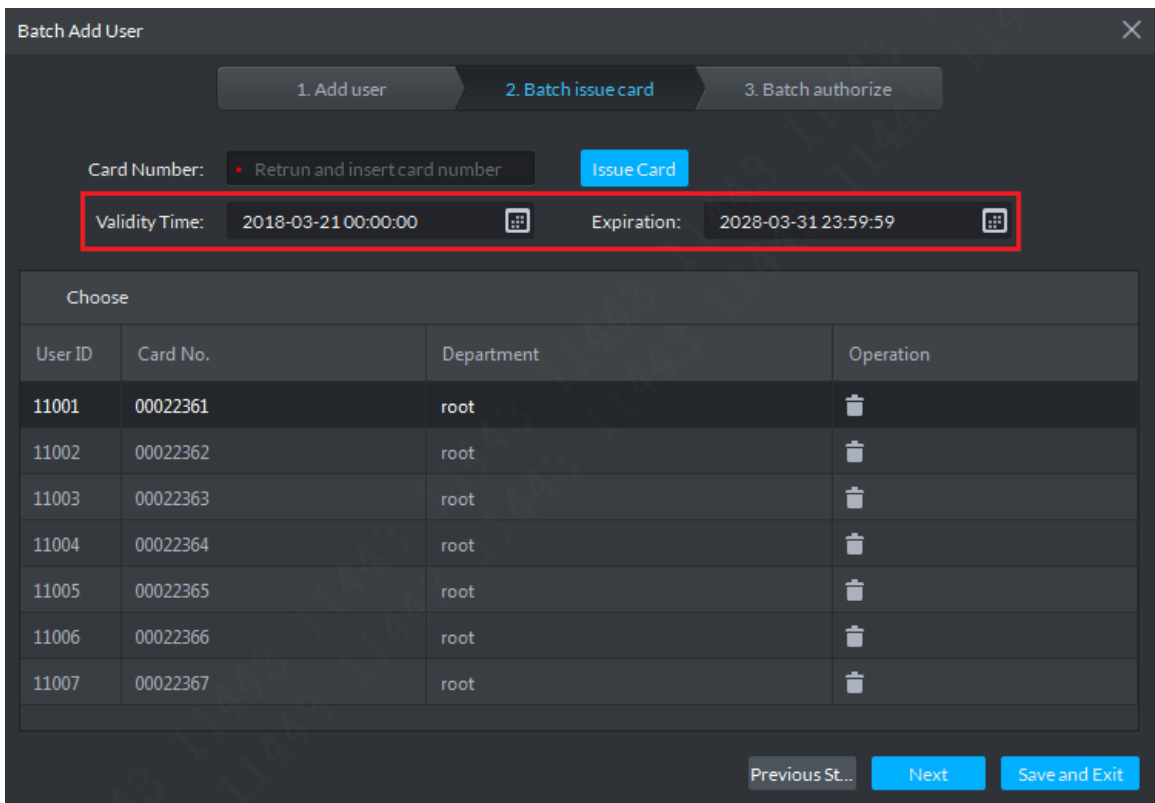 Batch Add User
1. Add user 2. Batch issue card 3. Batch authorize
Card Number: • Retrun and insert card number Issue Card
Validity Time: 2018-03-21 00:00:00 Expiration: 2028-03-31 23:59:59
Choose
User ID Card No. Department Operation
11001 00022361 root
11002 00022362 root
11003 00022363 root
11004 00022364 root
11005 00022365 root
11006 00022366 root
11007 00022367 root
Previous St... Next Save and Exit
11443 11443 11443